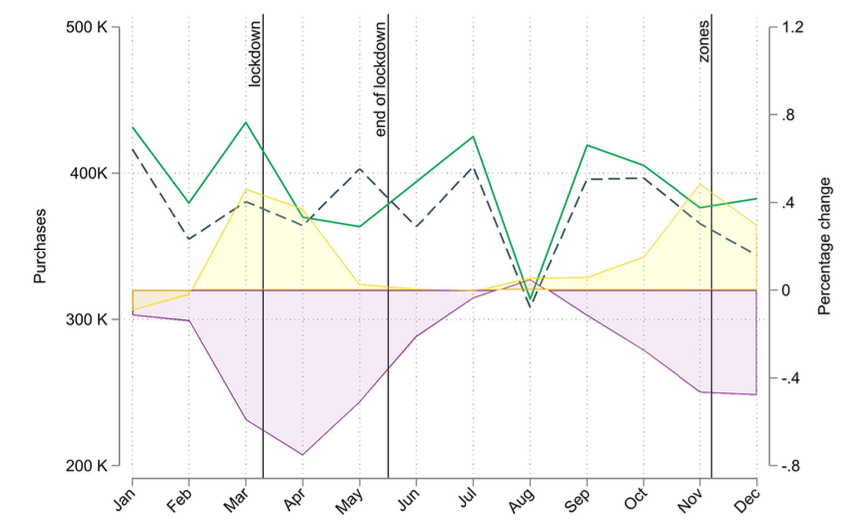 500 K
400K
300 K
200 K
Purchases
lockdown
end of lockdown
zones
1.2
.8
.4
0
-.4
-.8
Percentage change
Jan
Feb
Mar
Apr
May
Jun
Jul
Aug
Sep
Oct
Nov
Dec